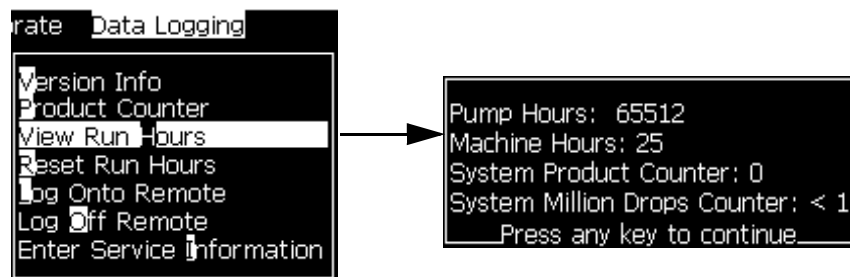 rate Data Logging
Version Info
Product Counter
View Run Hours
Reset Run Hours
Log Onto Remote
Log Off Remote
Enter Service Information
Pump Hours: 65512
Machine Hours: 25
System Product Counter: 0
System Million Drops Counter: < 1
Press any key to continue